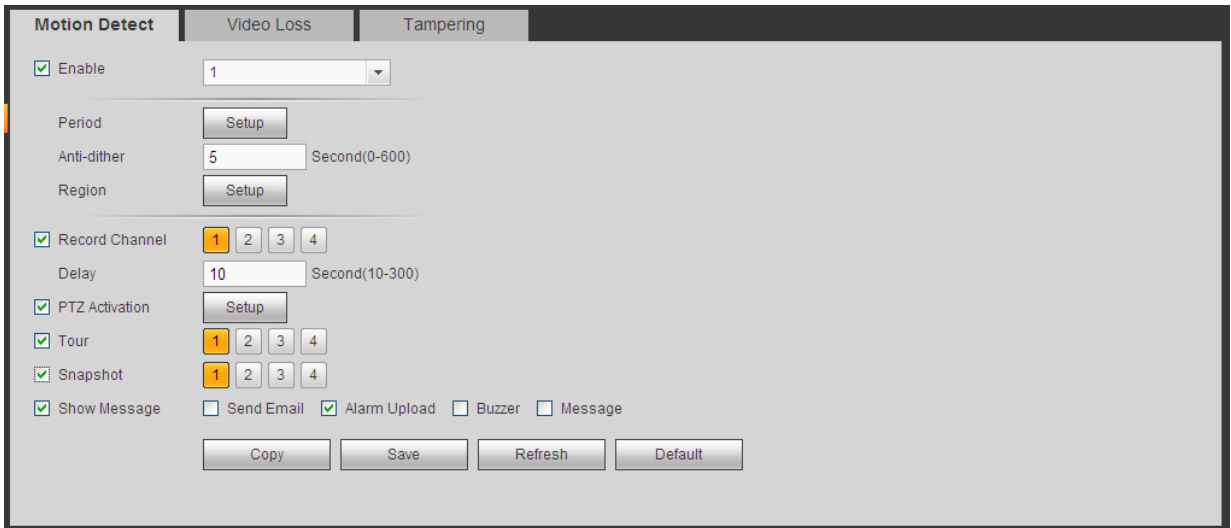 Motion Detect Video Loss Tampering
Enable 1
Period Setup
Anti-dither 5 Second(0-600)
Region Setup
Record Channel 1 2 3 4
Delay 10 Second(10-300)
PTZ Activation Setup
Tour 1 2 3 4
Snapshot 1 2 3 4
Show Message Send Email Alarm Upload Buzzer Message
Copy Save Refresh Default